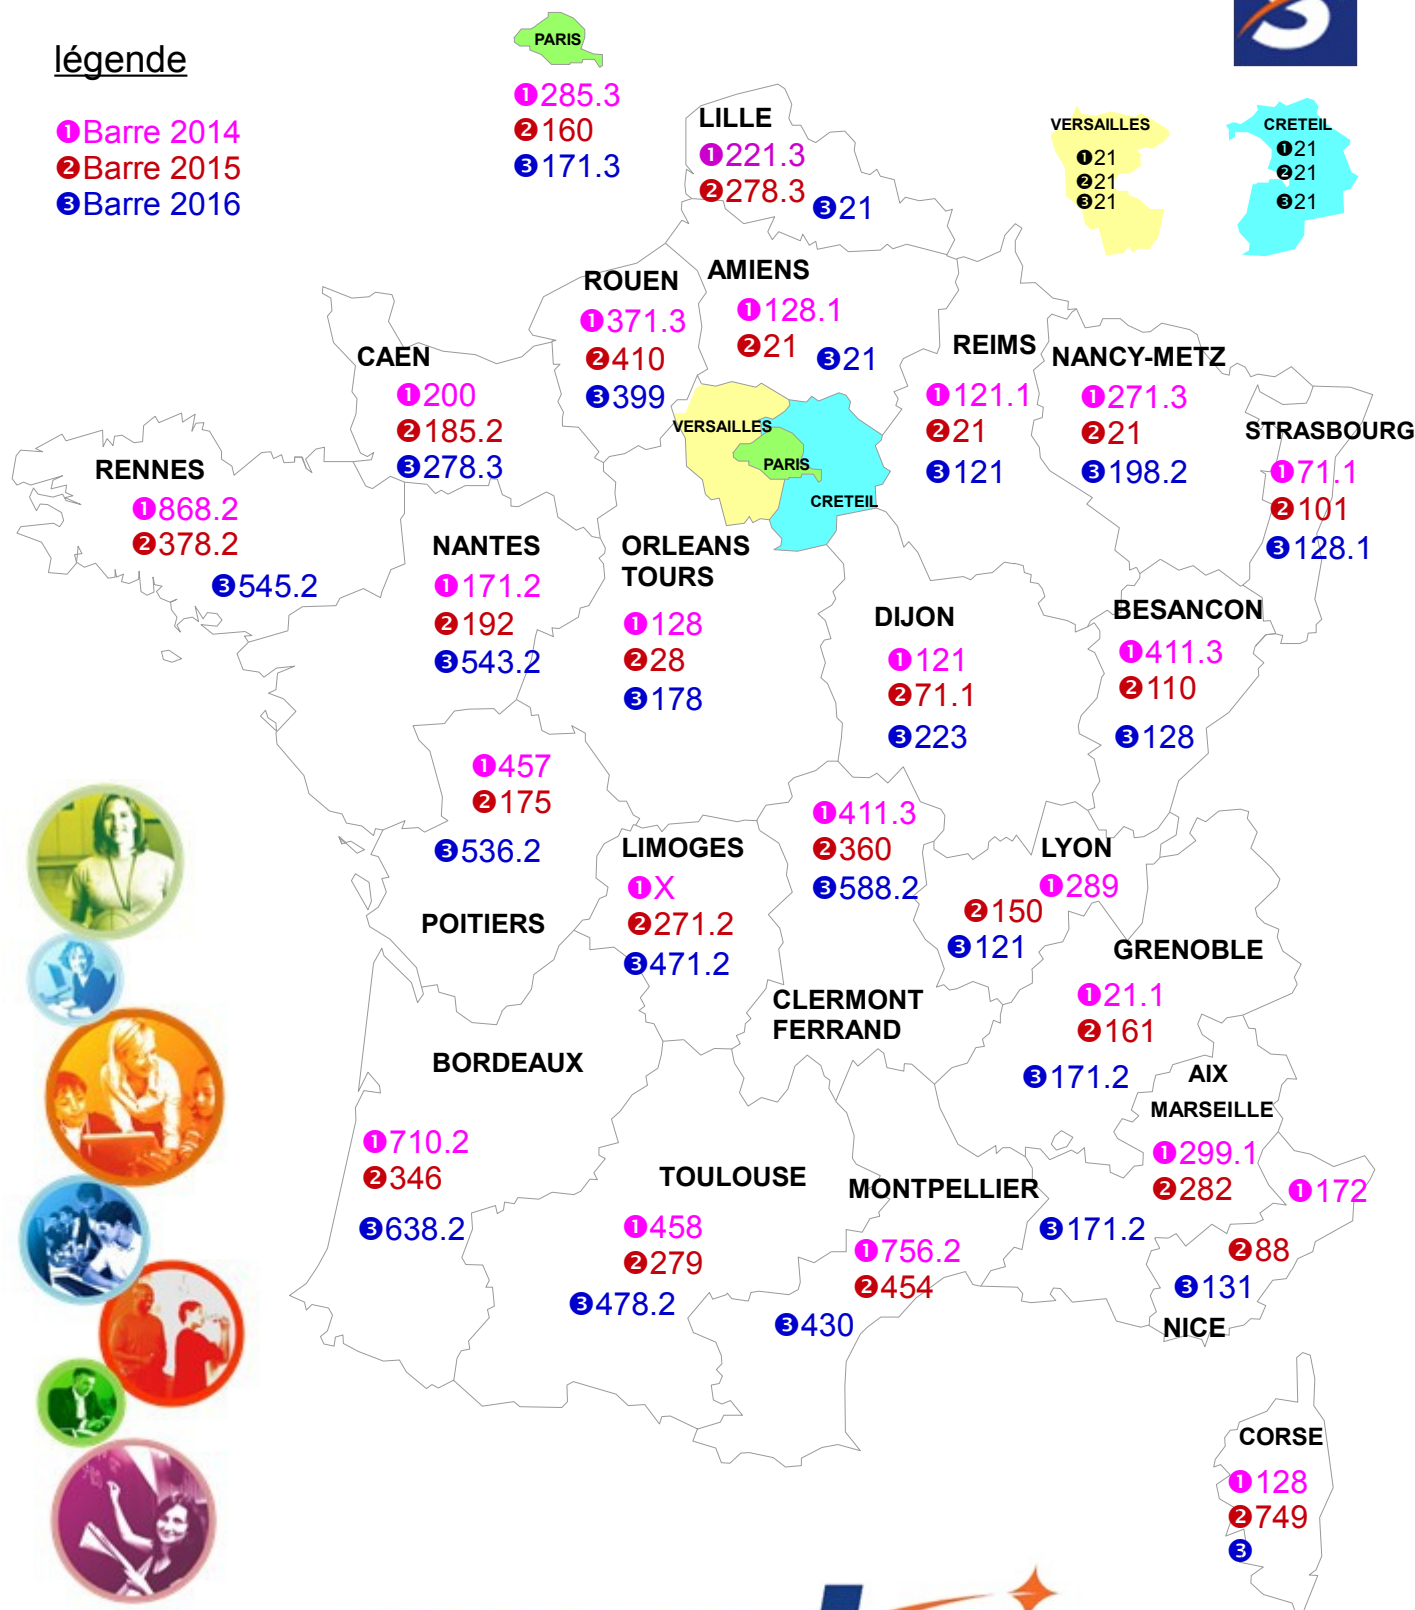 légende
❶Barre 2014
❷Barre 2015
❸Barre 2016
PARIS
❶285.3
❷160
❸171.3
LILLE
❶221.3
❷278.3
❸21
VERSAILLES
❶21
❷21
❸21
CRETEIL
❶21
❷21
❸21
ROUEN
❶371.3
❷410
❸399
AMIENS
❶128.1
❷21
❸21
CAEN
❶200
❷185.2
❸278.3
REIMS
❶121.1
❷21
❸121
NANCY-METZ
❶271.3
❷21
❸198.2
STRASBOURG
❶71.1
❷101
❸128.1
VERSAILLES
PARIS
CRETEIL
RENNES
❶868.2
❷378.2
❸545.2
NANTES
❶171.2
❷192
❸543.2
ORLEANS
TOURS
❶128
❷28
❸178
DIJON
❶121
❷71.1
❸223
BESANCON
❶411.3
❷110
❸128
❶457
❷175
❸536.2
POITIERS
LIMOGES
❶X
❷271.2
❸471.2
❶411.3
❷360
❸588.2
CLERMONT
FERRAND
LYON
❶289
❷150
❸121
GRENOBLE
❶21.1
❷161
❸171.2
BORDEAUX
❶710.2
❷346
❸638.2
TOULOUSE
❶458
❷279
❸478.2
MONTPELLIER
❶756.2
❷454
❸430
AIX
MARSEILLE
❶299.1
❷282
❸171.2
❶172
❷88
❸131
NICE
CORSE
❶128
❷749
❸